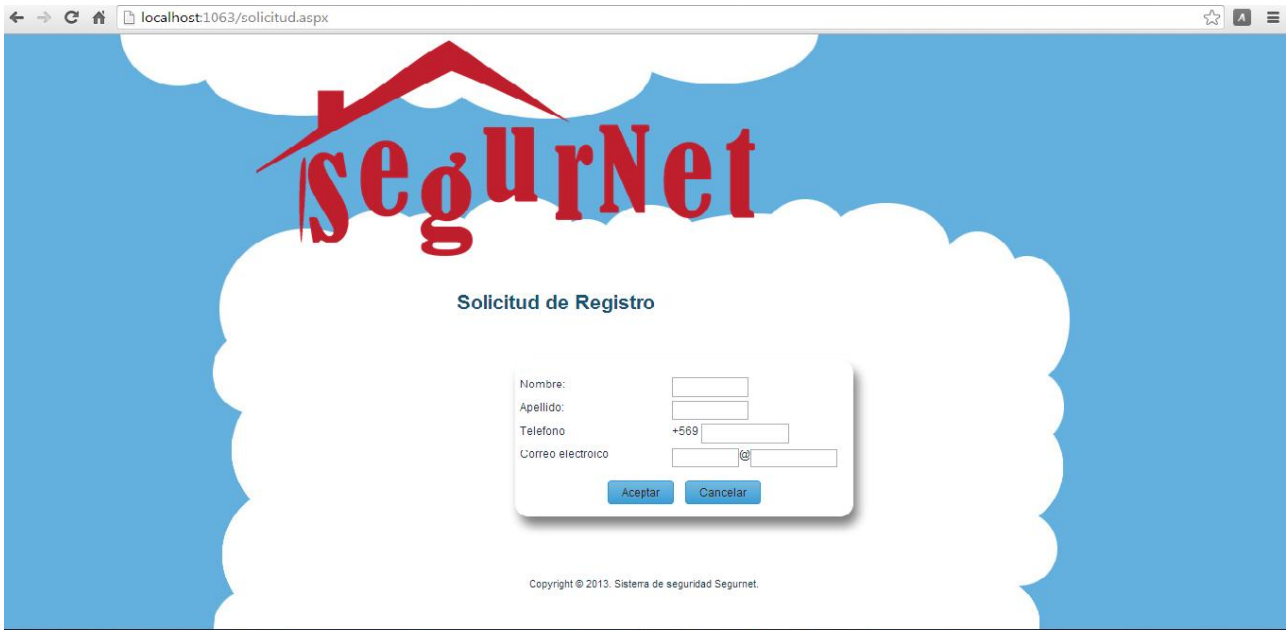 localhost:1063/solicitud.aspx
segurNet
Solicitud de Registro
Nombre:
Apellido:
Telefono +569
Correo electroico @
Aceptar Cancelar
Copyright © 2013. Sistema de seguridad Segurnet.